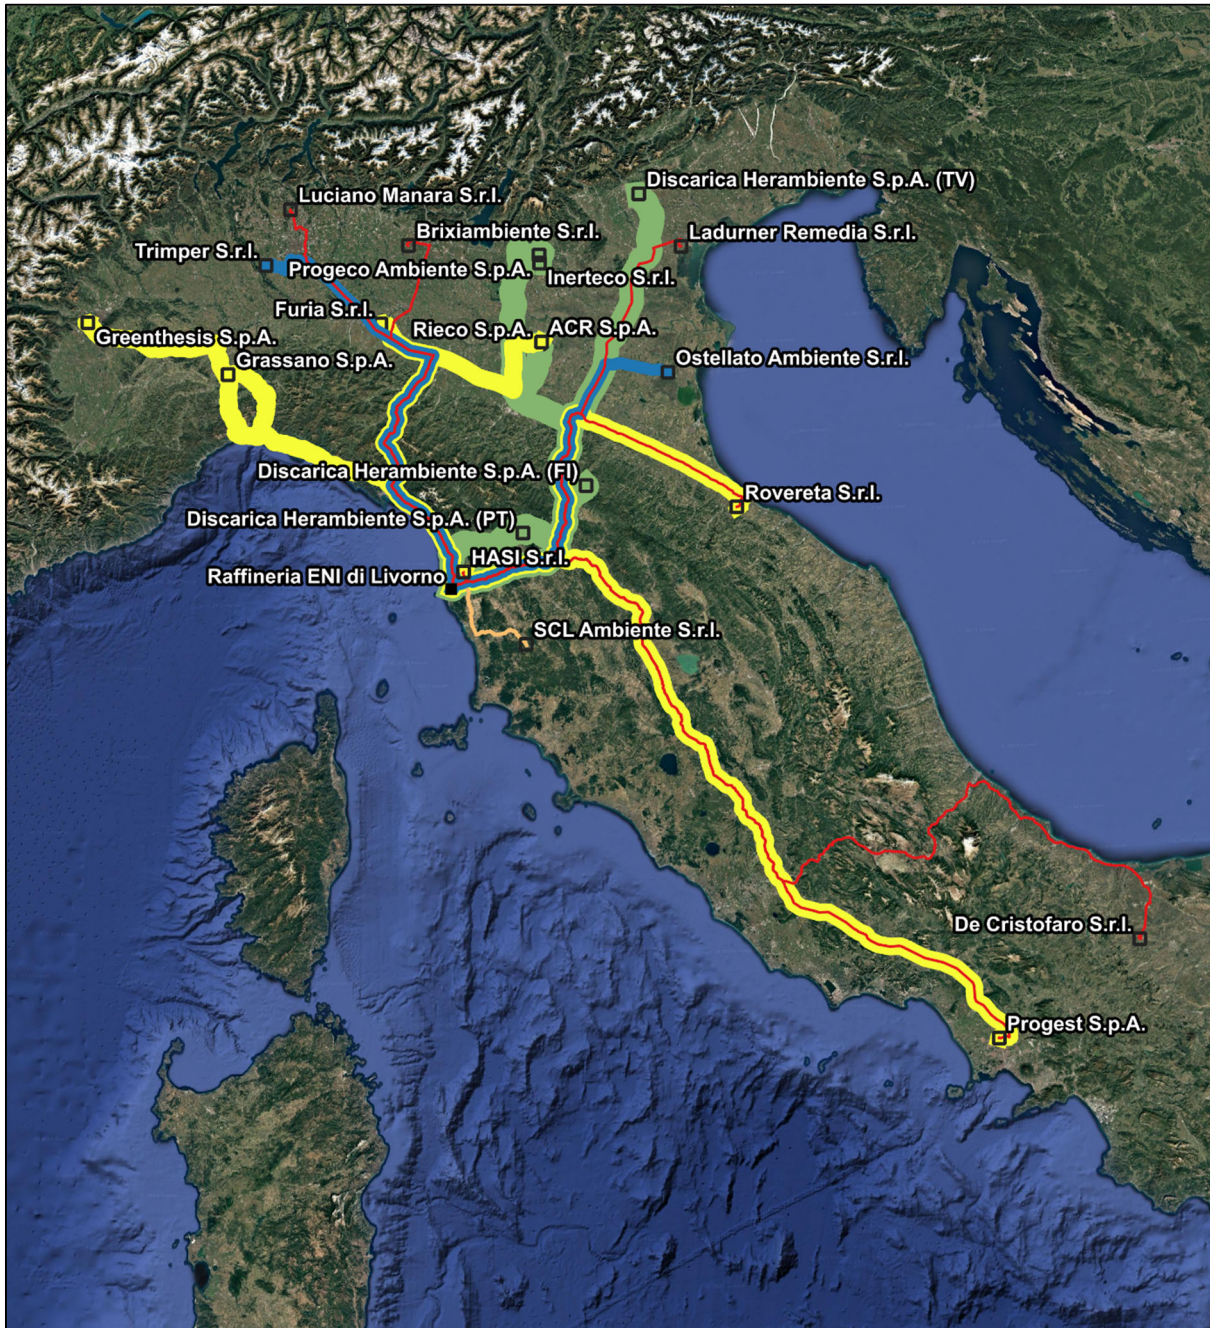 Discarica Herambiente S.p.A. (TV)
Luciano Manara S.r.l.
Brixiambiente S.r.l.
Ladurner Remedia S.r.l.
Trimper S.r.l.
Progeco Ambiente S.p.A.
Inerteco S.r.l.
Furia S.r.l.
Rieco S.p.A.
ACR S.p.A.
Greenthesis S.p.A.
Grassano S.p.A.
Ostellato Ambiente S.r.l.
Discarica Herambiente S.p.A. (FI)
Rovereta S.r.l.
Discarica Herambiente S.p.A. (PT)
HASI S.r.l.
Raffineria ENI di Livorno
SCL Ambiente S.r.l.
De Cristofaro S.r.l.
Progest S.p.A.